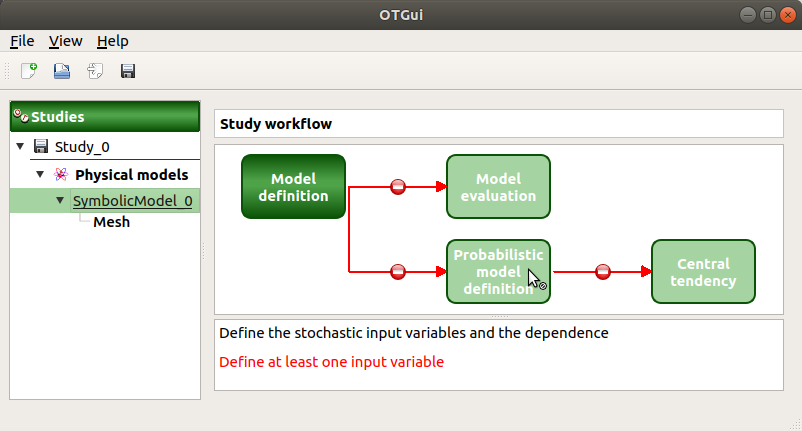 OTGui
File View Help
Studies
Study_0
Physical models
SymbolicModel_0
Mesh
Study workflow
Model
definition
Model
evaluation
Probabilistic
model
definition
Central
tendency
Define the stochastic input variables and the dependence
Define at least one input variable